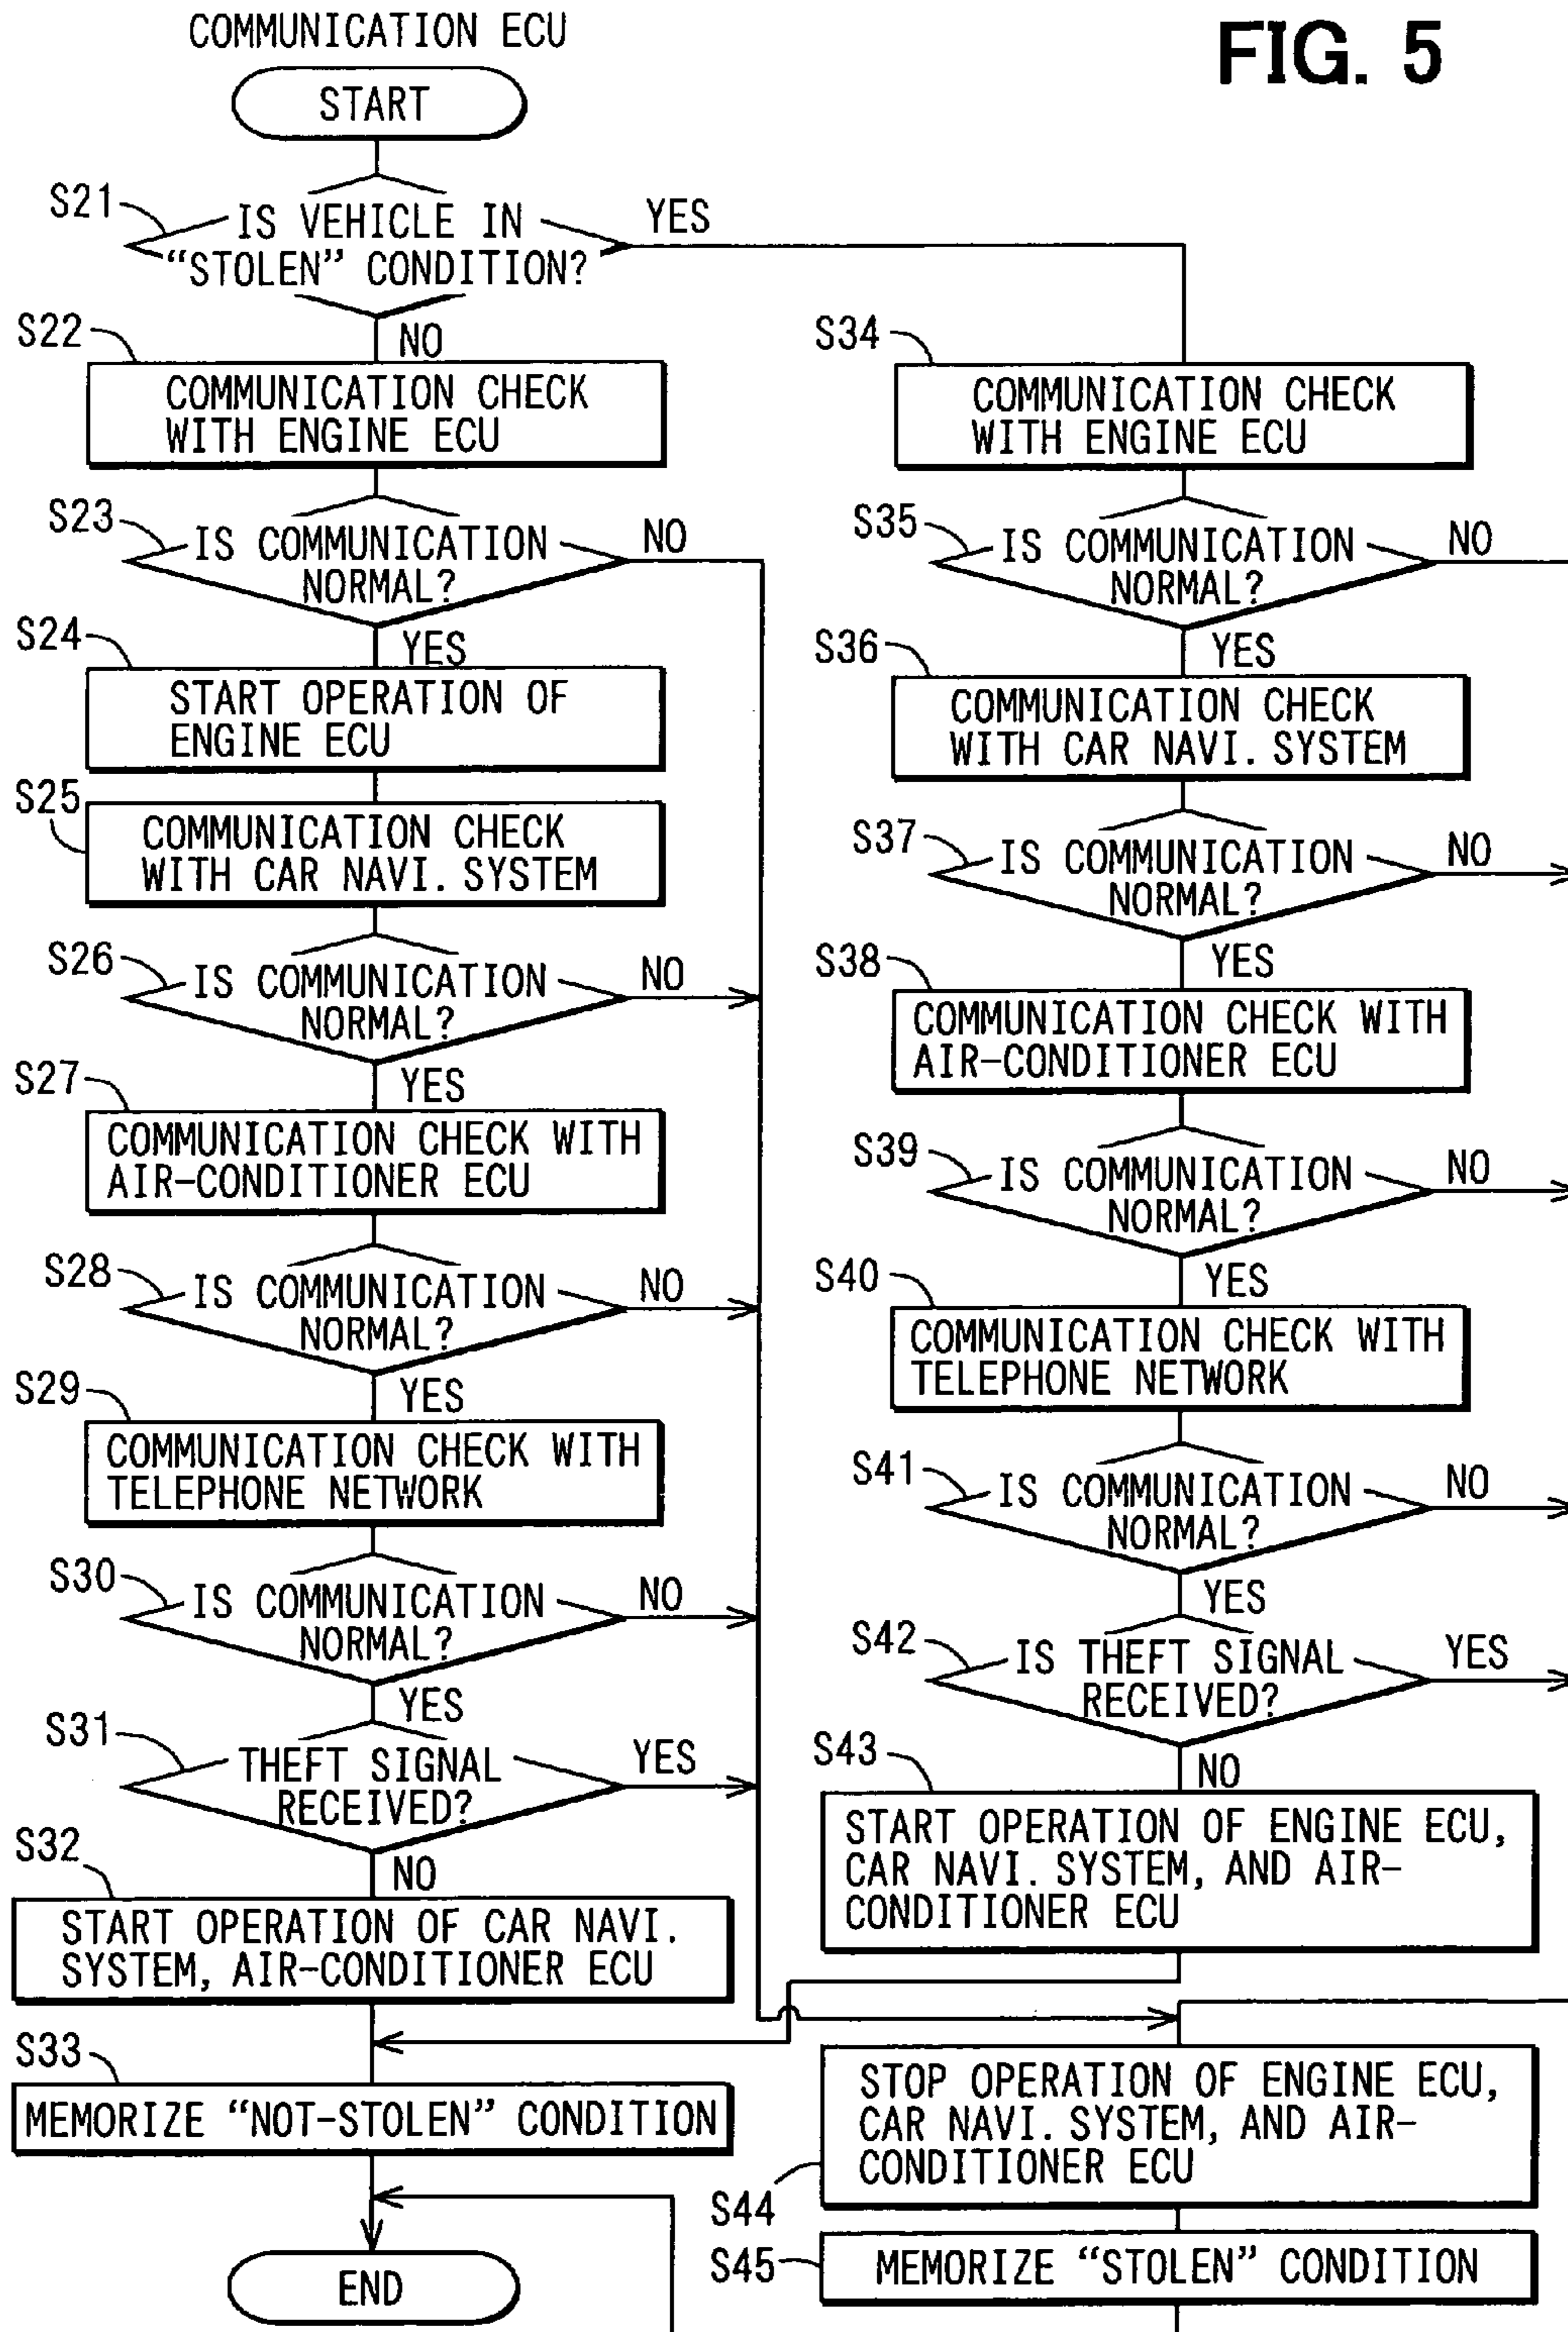 COMMUNICATION ECU
FIG. 5
START
S21
IS VEHICLE IN
“STOLEN” CONDITION?
YES
NO
S22
COMMUNICATION CHECK
WITH ENGINE ECU
S23
IS COMMUNICATION
NORMAL?
NO
YES
S24
START OPERATION OF
ENGINE ECU
S25
COMMUNICATION CHECK
WITH CAR NAVI. SYSTEM
S26
IS COMMUNICATION
NORMAL?
NO
YES
S27
COMMUNICATION CHECK WITH
AIR-CONDITIONER ECU
S28
IS COMMUNICATION
NORMAL?
NO
YES
S29
COMMUNICATION CHECK WITH
TELEPHONE NETWORK
S30
IS COMMUNICATION
NORMAL?
NO
YES
S31
THEFT SIGNAL
RECEIVED?
YES
NO
S32
START OPERATION OF CAR NAVI.
SYSTEM, AIR-CONDITIONER ECU
S33
MEMORIZE “NOT-STOLEN” CONDITION
END
S34
COMMUNICATION CHECK
WITH ENGINE ECU
S35
IS COMMUNICATION
NORMAL?
NO
YES
S36
COMMUNICATION CHECK
WITH CAR NAVI. SYSTEM
S37
IS COMMUNICATION
NORMAL?
NO
YES
S38
COMMUNICATION CHECK WITH
AIR-CONDITIONER ECU
S39
IS COMMUNICATION
NORMAL?
NO
YES
S40
COMMUNICATION CHECK WITH
TELEPHONE NETWORK
S41
IS COMMUNICATION
NORMAL?
NO
YES
S42
IS THEFT SIGNAL
RECEIVED?
YES
NO
S43
START OPERATION OF ENGINE ECU,
CAR NAVI. SYSTEM, AND AIR-
CONDITIONER ECU
STOP OPERATION OF ENGINE ECU,
CAR NAVI. SYSTEM, AND AIR-
CONDITIONER ECU
S44
S45
MEMORIZE “STOLEN” CONDITION